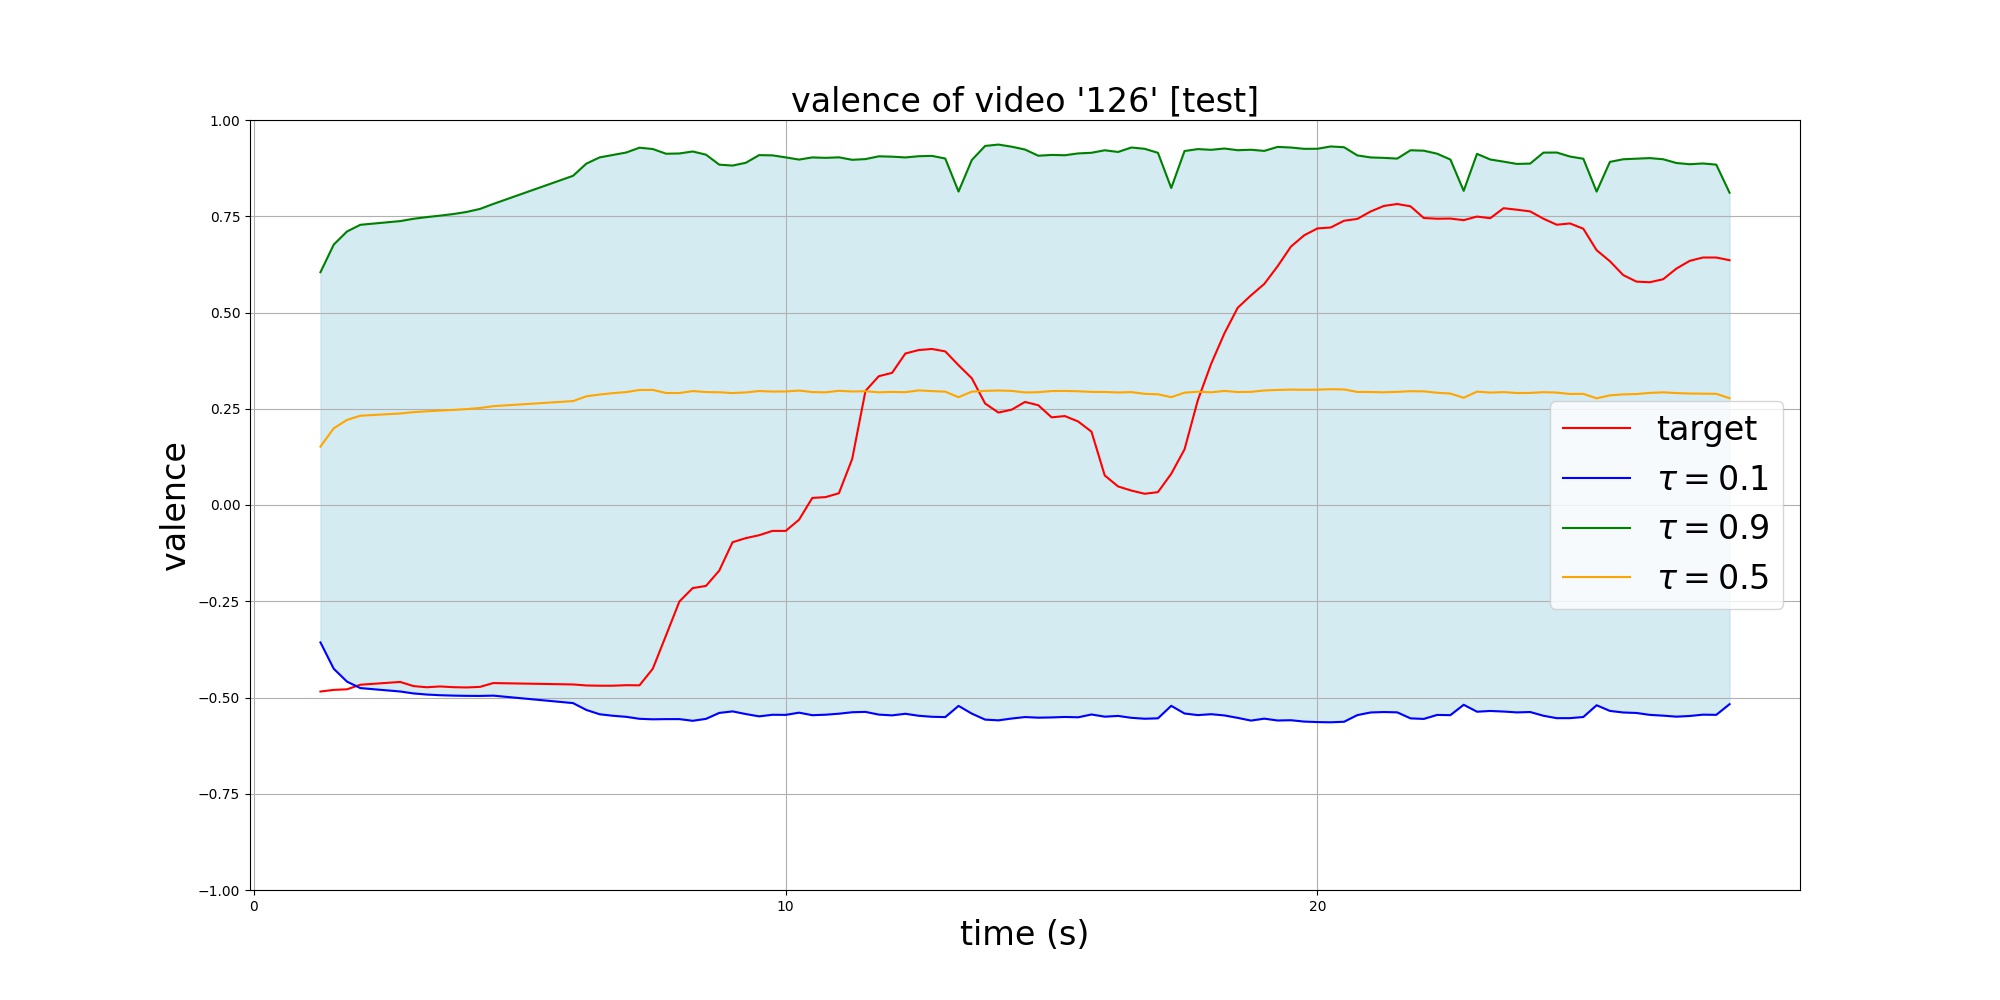 valence of video '126' [test]
1.00
0.75
0.50
0.25
0.00
−0.25
−0.50
−0.75
−1.00
valence
0 10 20
time (s)
target
τ = 0.1
τ = 0.9
τ = 0.5